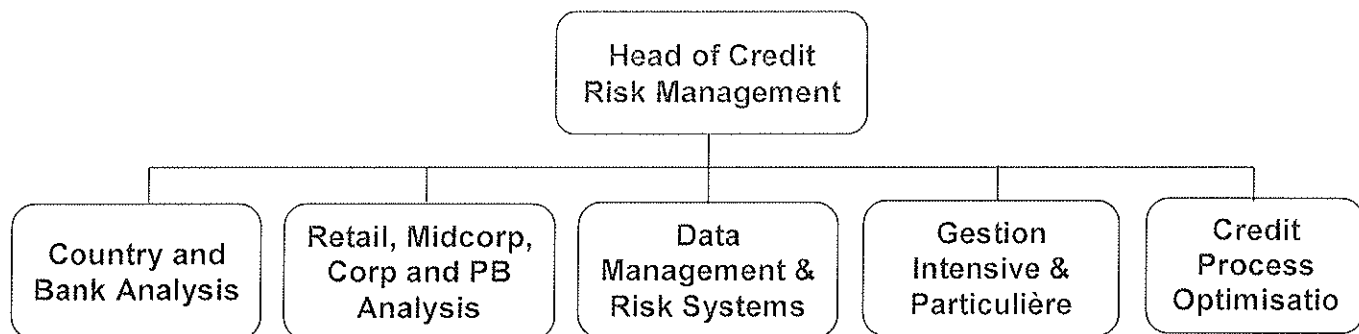 Head of Credit
Risk Management
Country and
Bank Analysis
Retail, Midcorp,
Corp and PB
Analysis
Data
Management &
Risk Systems
Gestion
Intensive &
Particulière
Credit
Process
Optimisatio